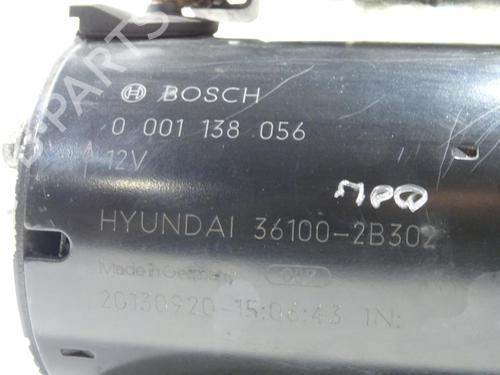 BOSCH
0 001 138 056
12V
HYUNDAI 36100-2B302
Made in Germany
20130920-15:06:43 1N: